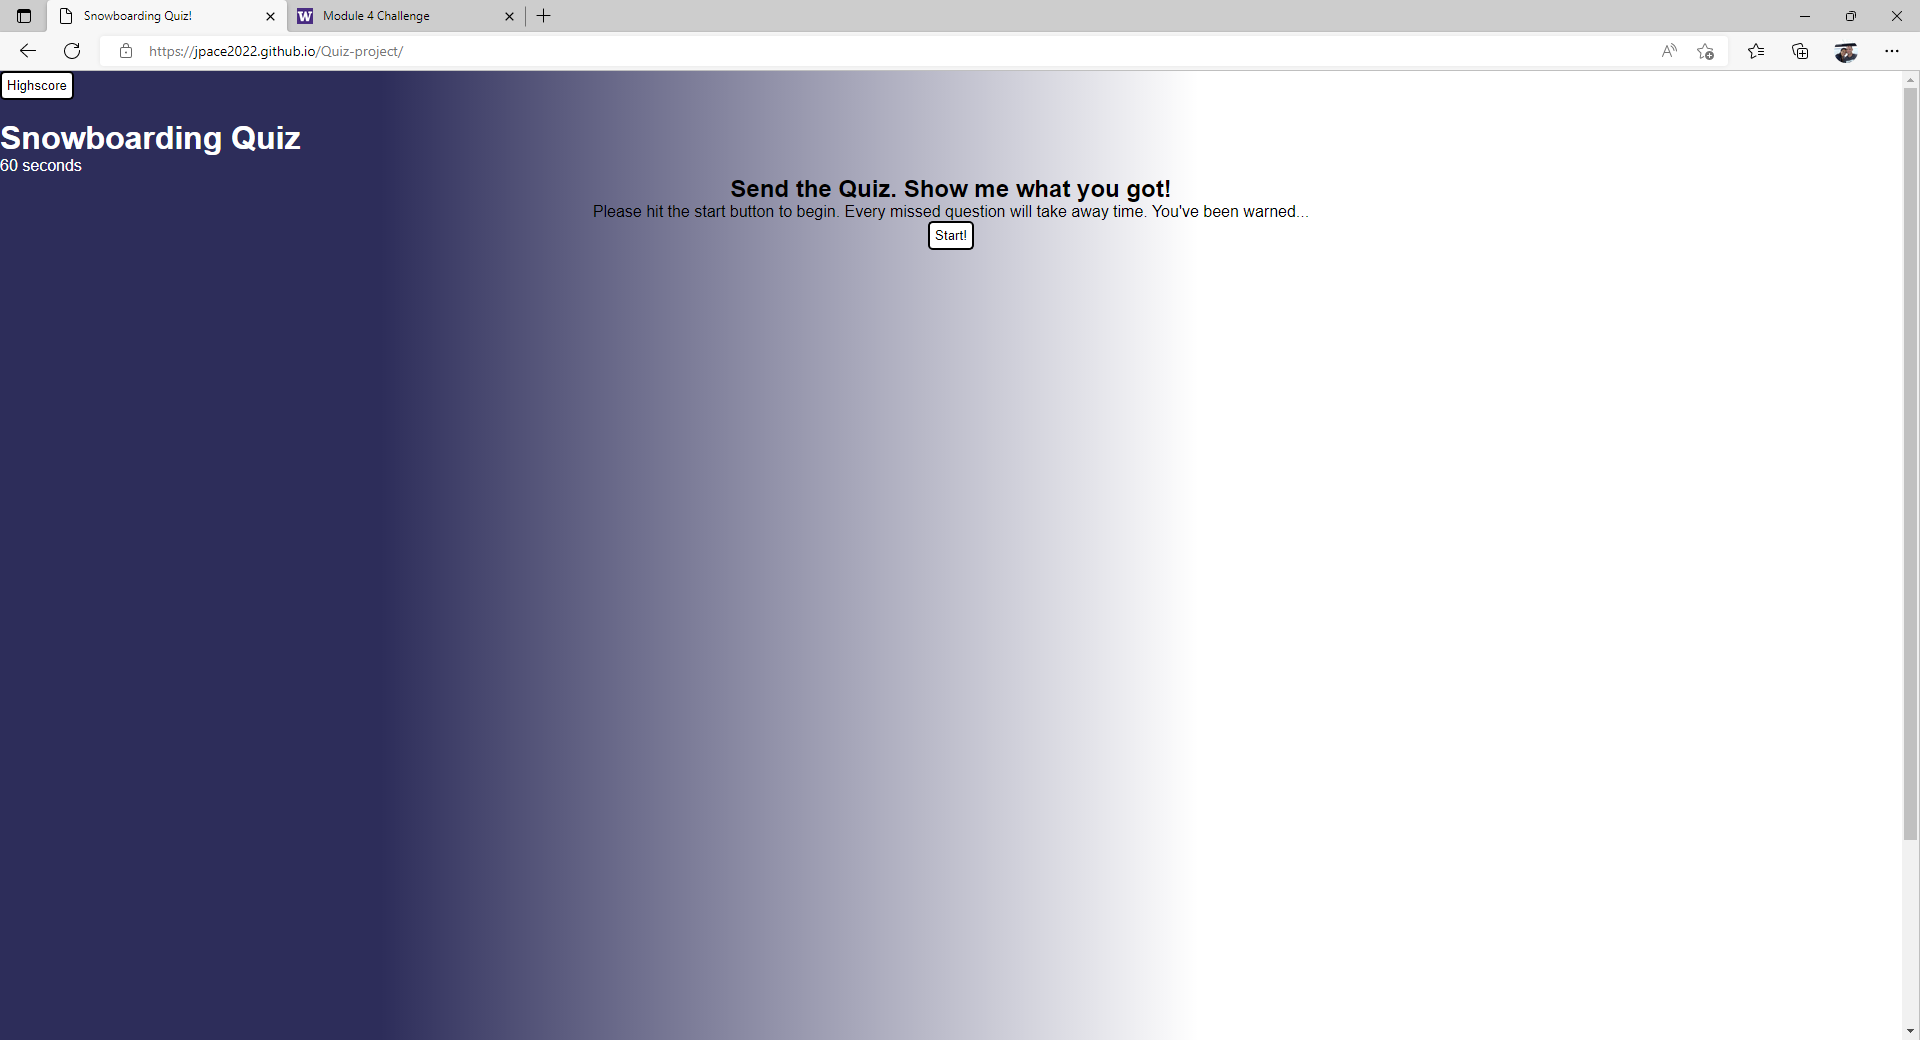 Snowboarding Quiz!
Module 4 Challenge
https://jpace2022.github.io/Quiz-project/
Highscore
Snowboarding Quiz
60 seconds
Send the Quiz. Show me what you got!
Please hit the start button to begin. Every missed question will take away time. You've been warned...
Start!